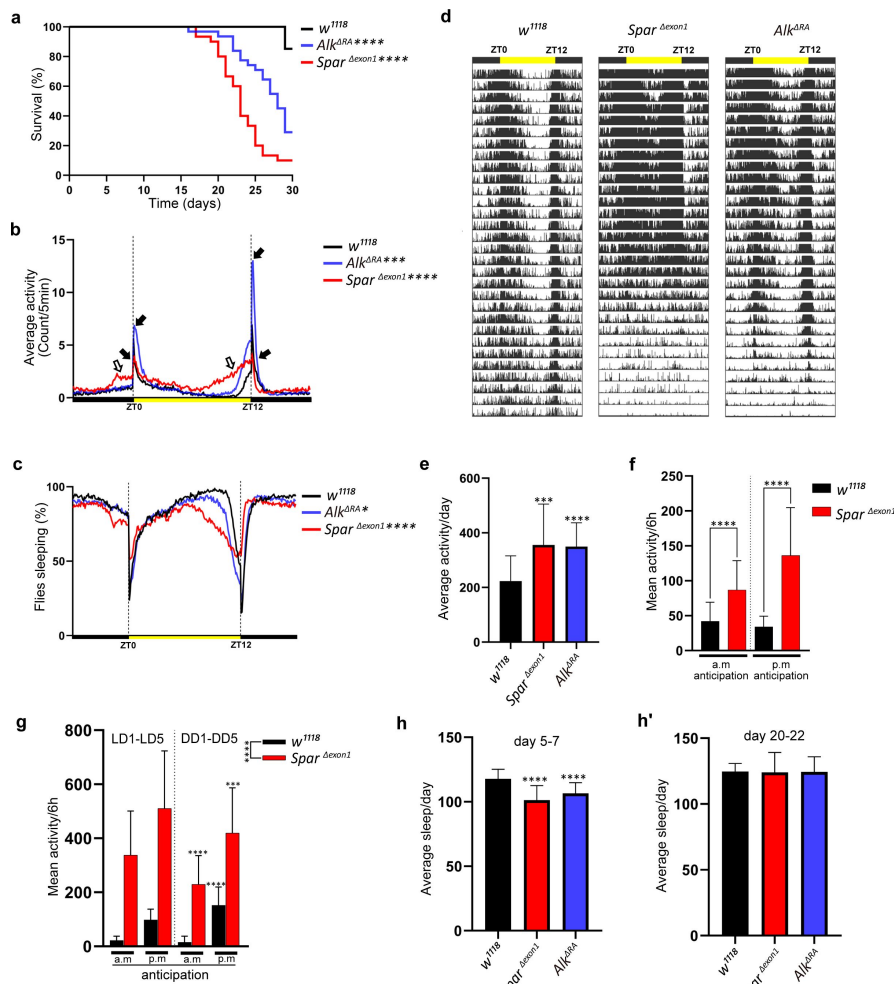 a
w1118
AlkΔRA****
SparΔexon1****
Survival (%)
100
80
60
40
20
0
0 5 10 15 20 25 30
Time (days)
b
w1118
AlkΔRA***
SparΔexon1****
Average activity
(Count/5min)
15
10
5
0
ZT0 ZT12
c
w1118
AlkΔRA*
SparΔexon1****
Flies sleeping (%)
100
50
0
ZT0 ZT12
d
w1118 SparΔexon1 AlkΔRA
ZT0 ZT12 ZT0 ZT12 ZT0 ZT12
e
Average activity/day
600
400
200
0
*** ****
w1118 SparΔexon1 AlkΔRA
f
w1118
SparΔexon1
Mean activity/6h
250
200
150
100
50
0
**** ****
a.m p.m
anticipation anticipation
g
LD1-LD5 DD1-DD5
w1118
SparΔexon1
****
Mean activity/6h
800
600
400
200
0
**** **** ***
a.m p.m a.m p.m
anticipation
h
day 5-7
Average sleep/day
150
100
50
0
**** ****
w1118 SparΔexon1 AlkΔRA
h'
day 20-22
Average sleep/day
150
100
50
0
w1118 parΔexon1 AlkΔRA